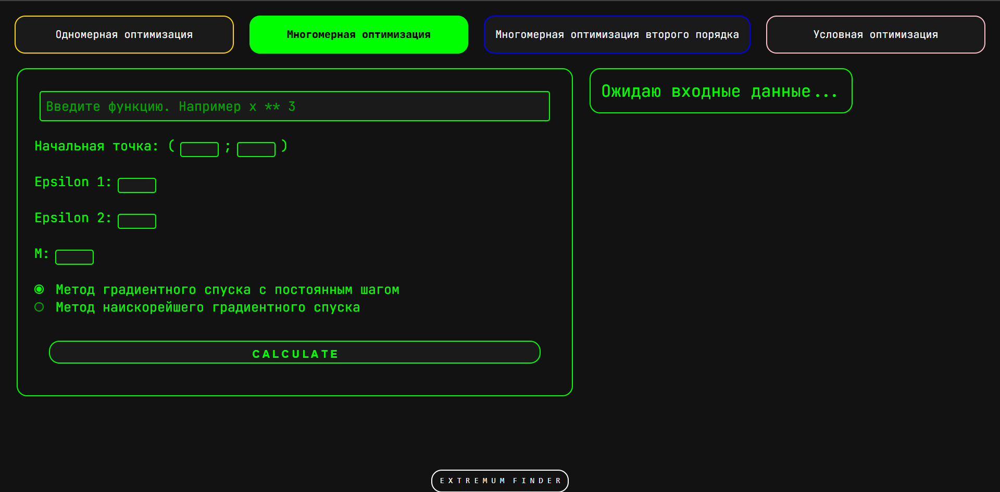 Одномерная оптимизация
Многомерная оптимизация
Многомерная оптимизация второго порядка
Условная оптимизация
Введите функцию. Например x ** 3
Ожидаю входные данные...
Начальная точка: ( ; )
Epsilon 1:
Epsilon 2:
M:
Метод градиентного спуска с постоянным шагом
Метод наискорейшего градиентного спуска
CALCULATE
EXTREMUM FINDER